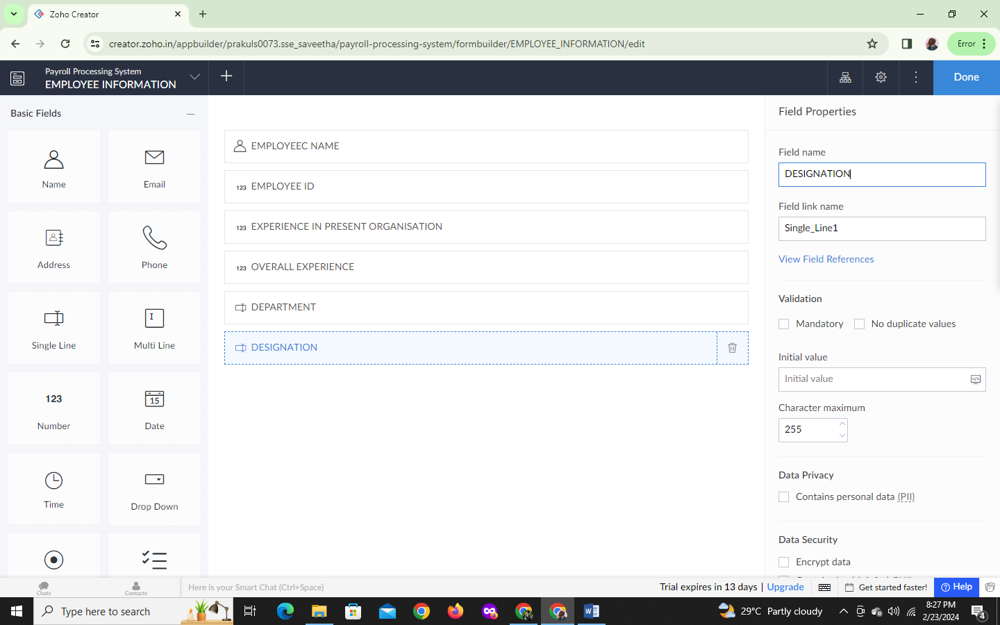 Zoho Creator
creator.zoho.in/appbuilder/prakuls0073.sse_saveetha/payroll-processing-system/formbuilder/EMPLOYEE_INFORMATION/edit
Error
Payroll Processing System
EMPLOYEE INFORMATION
Done
Basic Fields
Name
Email
Address
Phone
Single Line
Multi Line
123
Number
15
Date
Time
Drop Down
EMPLOYEEC NAME
123 EMPLOYEE ID
123 EXPERIENCE IN PRESENT ORGANISATION
123 OVERALL EXPERIENCE
DEPARTMENT
DESIGNATION
Field Properties
Field name
DESIGNATION
Field link name
Single_Line1
View Field References
Validation
Mandatory
No duplicate values
Initial value
Initial value
Character maximum
255
Data Privacy
Contains personal data (PII)
Data Security
Encrypt data
Chats
Contacts
Here is your Smart Chat (Ctrl+Space)
Trial expires in 13 days | Upgrade
Get started faster!
Help
Type here to search
29°C Partly cloudy
8:27 PM
2/23/2024
4